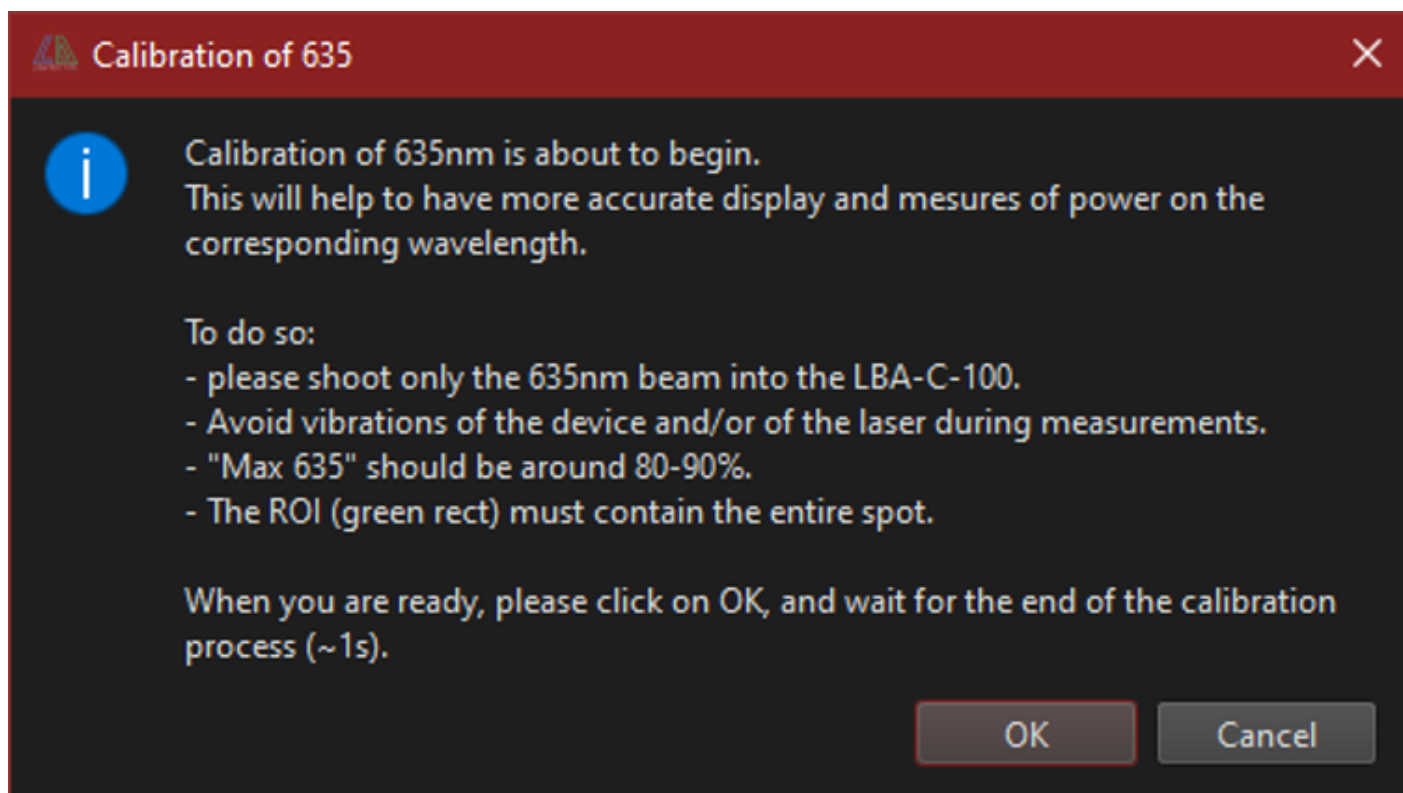 Calibration of 635
Calibration of 635nm is about to begin.
This will help to have more accurate display and mesures of power on the
corresponding wavelength.
To do so:
- please shoot only the 635nm beam into the LBA-C-100.
- Avoid vibrations of the device and/or of the laser during measurements.
- "Max 635" should be around 80-90%.
- The ROI (green rect) must contain the entire spot.
When you are ready, please click on OK, and wait for the end of the calibration
process (~1s).
OK
Cancel